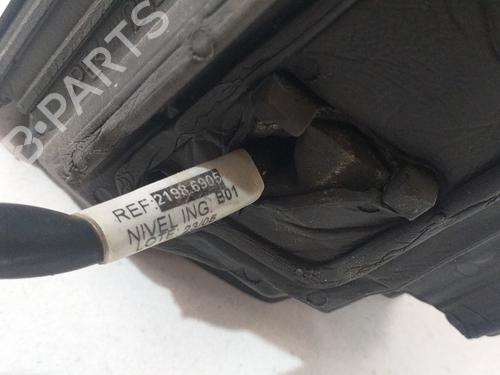 B-PARTS
REF:2198.6905
NIVEL ING. B01
LOTE 23/05